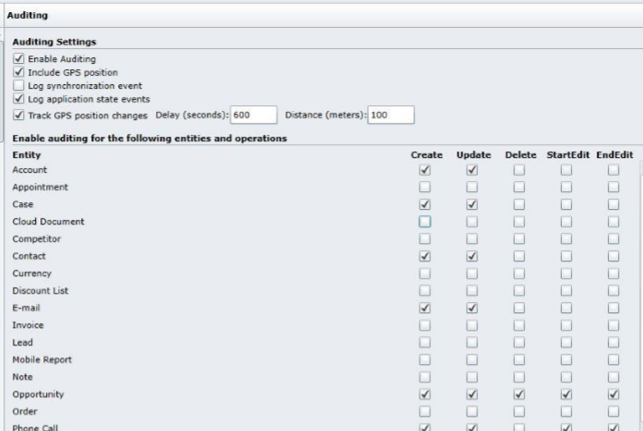 Auditing
Auditing Settings
Enable Auditing
Include GPS position
Log synchronization event
Log application state events
Track GPS position changes Delay (seconds): 600 Distance (meters): 100
Enable auditing for the following entities and operations
Entity Create Update Delete StartEdit EndEdit
Account
Appointment
Case
Cloud Document
Competitor
Contact
Currency
Discount List
E-mail
Invoice
Lead
Mobile Report
Note
Opportunity
Order
Phone Call